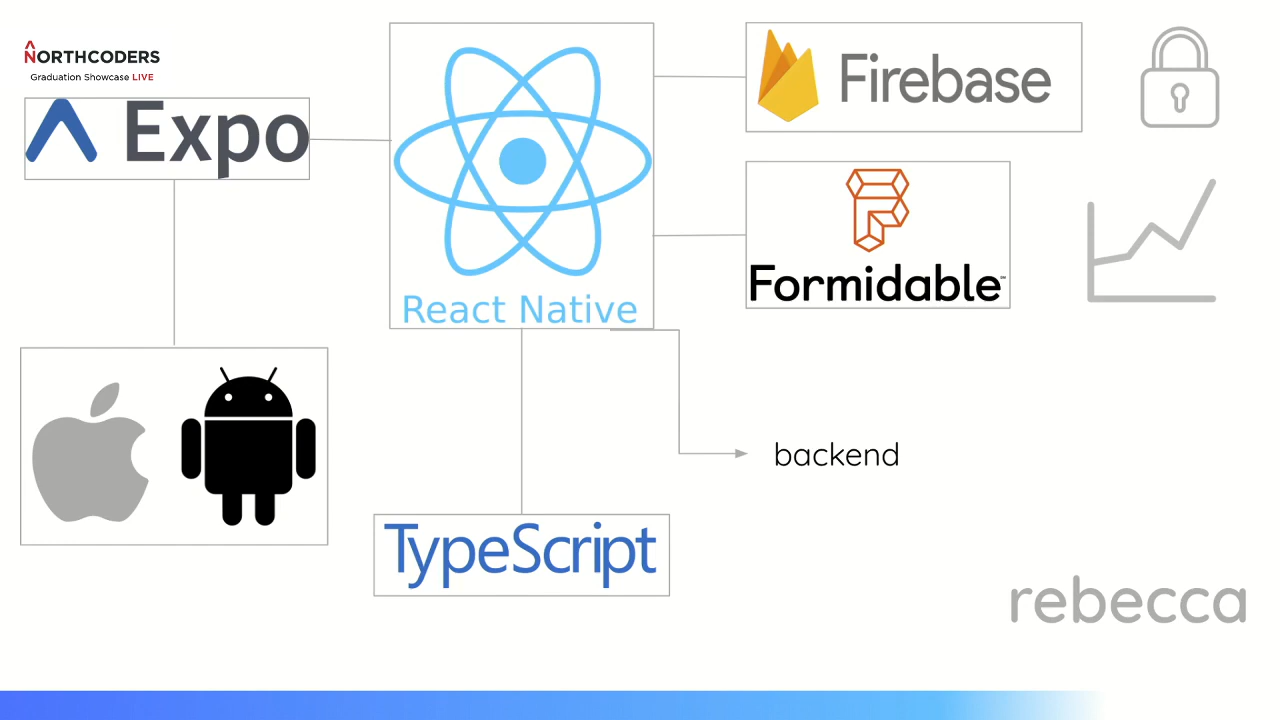 NORTHCODERS
Graduation Showcase LIVE
Expo
React Native
Firebase
Formidable
backend
TypeScript
rebecca